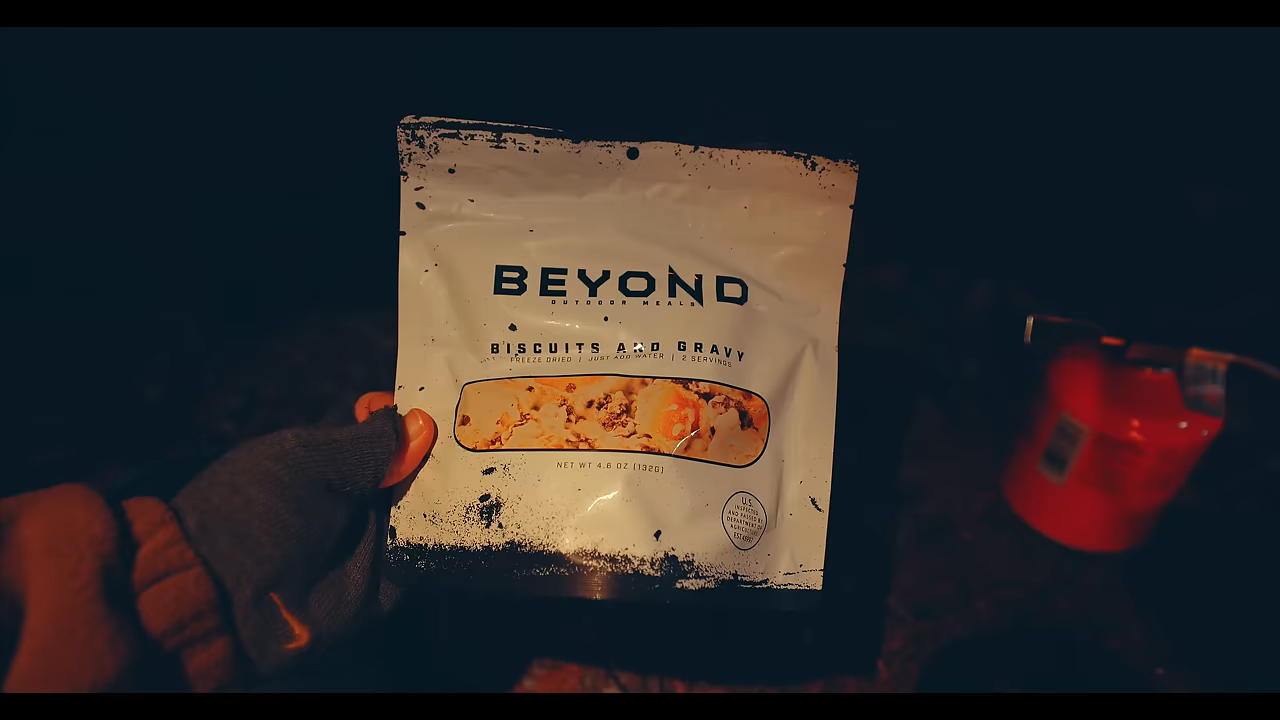 BEYOND
OUTDOOR MEALS
BISCUITS AND GRAVY
FREEZE DRIED | JUST ADD WATER | 2 SERVINGS
NET WT 4.6 OZ (132G)
U.S.
INSPECTED
AND PASSED BY
DEPARTMENT OF
AGRICULTURE